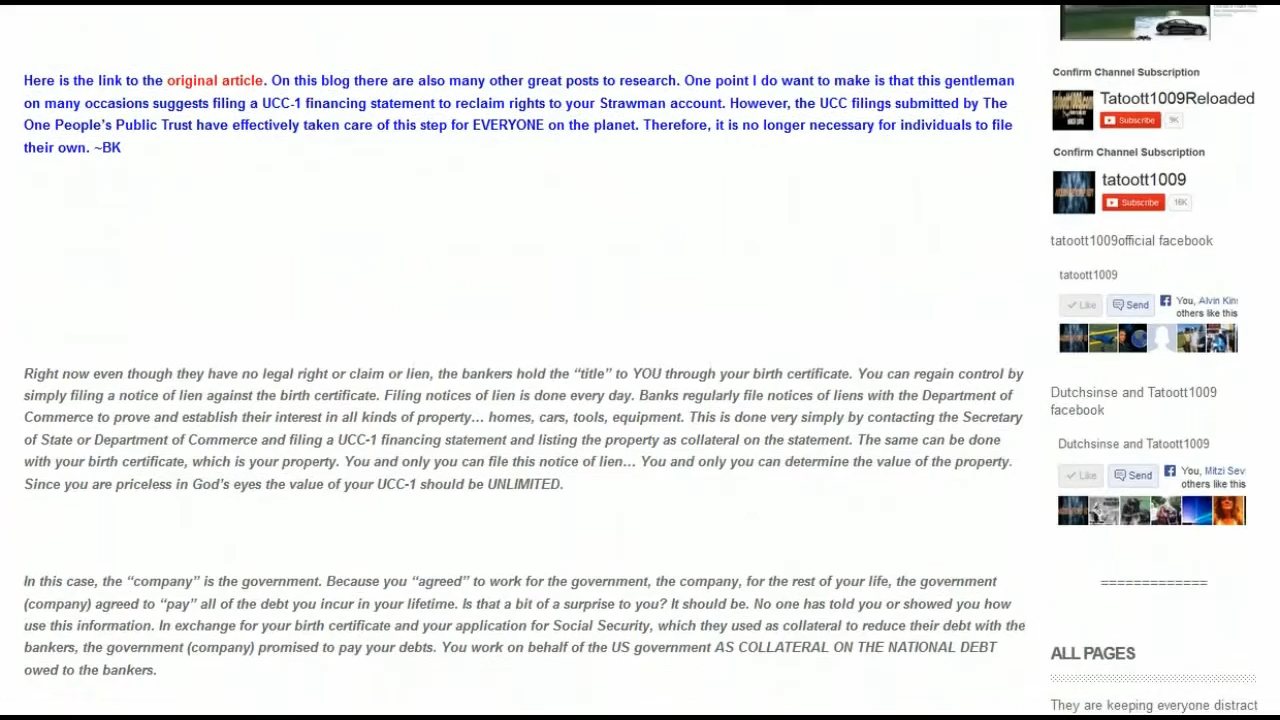 Here is the link to the original article. On this blog there are also many other great posts to research. One point I do want to make is that this gentleman
on many occasions suggests filing a UCC-1 financing statement to reclaim rights to your Strawman account. However, the UCC filings submitted by The
One People's Public Trust have effectively taken care of this step for EVERYONE on the planet. Therefore, it is no longer necessary for individuals to file
their own. ~BK
Right now even though they have no legal right or claim or lien, the bankers hold the “title” to YOU through your birth certificate. You can regain control by
simply filing a notice of lien against the birth certificate. Filing notices of lien is done every day. Banks regularly file notices of liens with the Department of
Commerce to prove and establish their interest in all kinds of property… homes, cars, tools, equipment. This is done very simply by contacting the Secretary
of State or Department of Commerce and filing a UCC-1 financing statement and listing the property as collateral on the statement. The same can be done
with your birth certificate, which is your property. You and only you can file this notice of lien… You and only you can determine the value of the property.
Since you are priceless in God's eyes the value of your UCC-1 should be UNLIMITED.
In this case, the “company” is the government. Because you “agreed” to work for the government, the company, for the rest of your life, the government
(company) agreed to “pay” all of the debt you incur in your lifetime. Is that a bit of a surprise to you? It should be. No one has told you or showed you how
use this information. In exchange for your birth certificate and your application for Social Security, which they used as collateral to reduce their debt with the
bankers, the government (company) promised to pay your debts. You work on behalf of the US government AS COLLATERAL ON THE NATIONAL DEBT
owed to the bankers.
Confirm Channel Subscription
Tatoott1009Reloaded
Subscribe 9K
Confirm Channel Subscription
tatoott1009
Subscribe 16K
tatoott1009official facebook
tatoott1009
Like Send You, Alvin Kin
others like this
Dutchsinse and Tatoott1009
facebook
Dutchsinse and Tatoott1009
Like Send You, Mitzi Sev
others like this
=============
ALL PAGES
They are keeping everyone distract